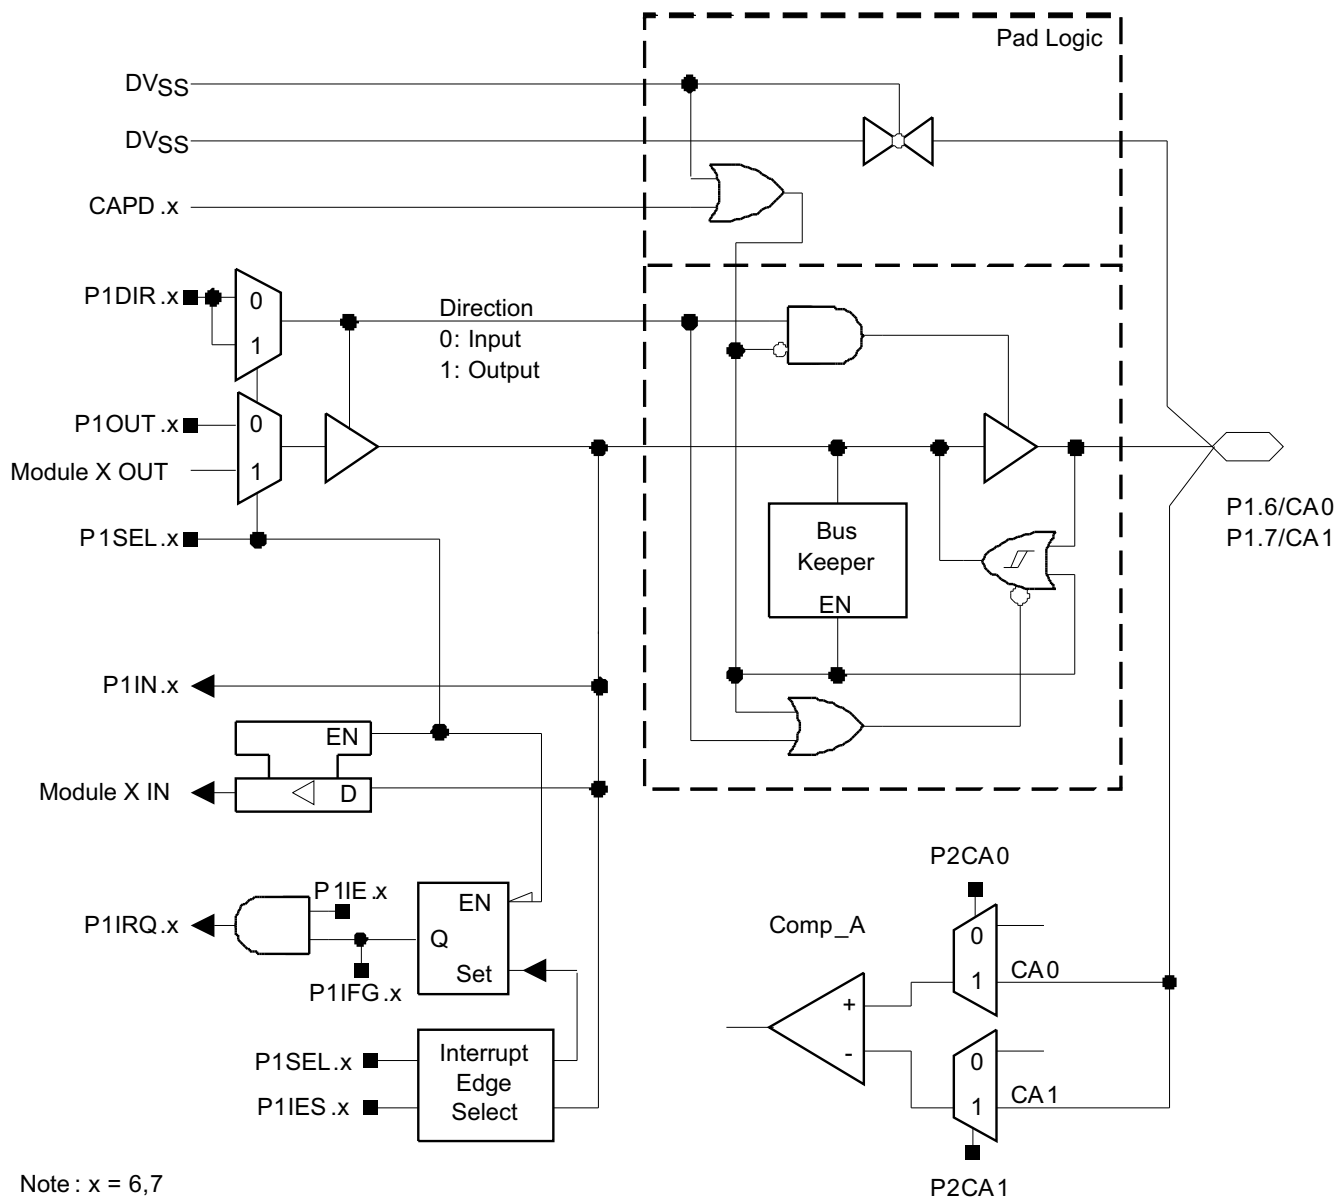 Pad Logic
DVSS
DVSS
CAPD .x
P1DIR .x
0
1
Direction
0: Input
1: Output
P1OUT .x
0
Module X OUT
1
P1SEL .x
Bus
Keeper
EN
P1.6/CA0
P1.7/CA1
P1IN .x
EN
Module X IN
D
P1IE .x
P1IRQ .x
EN
Q
Set
P1IFG .x
P1SEL .x
P1IES .x
Interrupt
Edge
Select
P2CA0
Comp_A
0
1
CA0
+
-
0
1
CA1
P2CA1
Note : x = 6,7